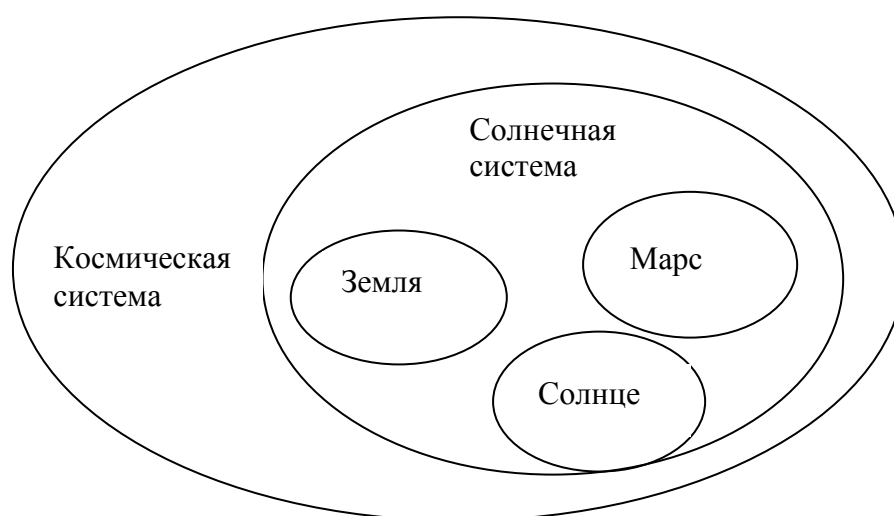 Солнечная
система
Космическая
система
Земля
Марс
Солнце